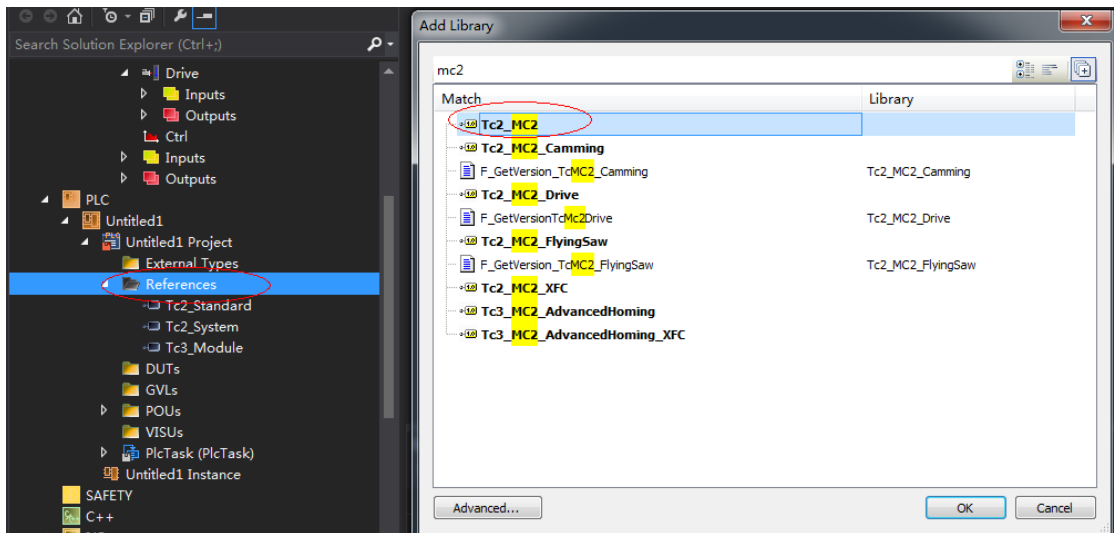 Search Solution Explorer (Ctrl+;)
Drive
Inputs
Outputs
Ctrl
Inputs
Outputs
PLC
Untitled1
Untitled1 Project
External Types
References
Tc2_Standard
Tc2_System
Tc3_Module
DUTs
GVLs
POUs
VISUs
PlcTask (PlcTask)
Untitled1 Instance
SAFETY
C++
Add Library
mc2
Match Library
Tc2_MC2
Tc2_MC2_Camming
F_GetVersion_TcMC2_Camming Tc2_MC2_Camming
Tc2_MC2_Drive
F_GetVersionTcMc2Drive Tc2_MC2_Drive
Tc2_MC2_FlyingSaw
F_GetVersion_TcMC2_FlyingSaw Tc2_MC2_FlyingSaw
Tc2_MC2_XFC
Tc3_MC2_AdvancedHoming
Tc3_MC2_AdvancedHoming_XFC
Advanced... OK Cancel